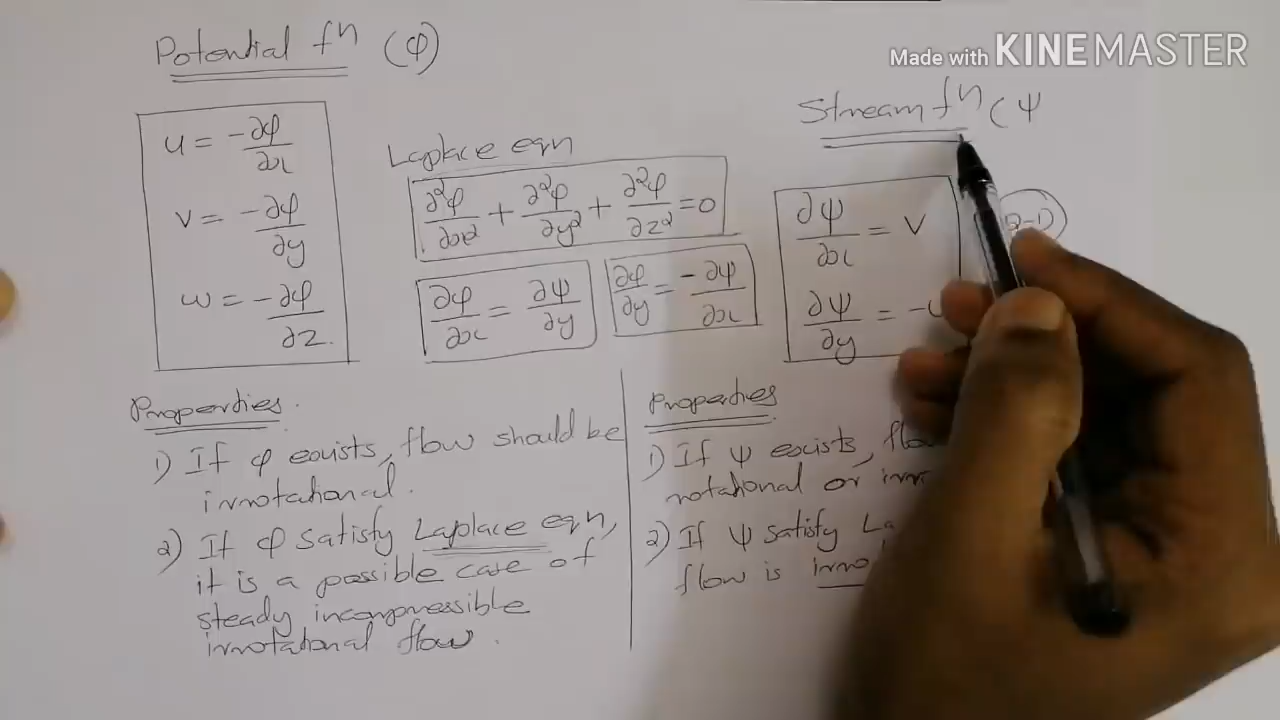 Made with KINEMASTER
Potential fⁿ (φ)
u = -∂φ/∂x
v = -∂φ/∂y
w = -∂φ/∂z.
Laplace eqn
∂²φ/∂x² + ∂²φ/∂y² + ∂²φ/∂z² = 0
∂φ/∂x = ∂ψ/∂y
∂φ/∂y = -∂ψ/∂x
Stream fⁿ (ψ
∂ψ/∂x = v
∂ψ/∂y = -u
Properties.
1) If φ exists, flow should be
irrotational.
2) If φ satisfy Laplace eqn,
it is a possible case of
steady incompressible
irrotational flow.
Properties
1) If ψ exists,
rotational or
2) If ψ satisfy
flow is